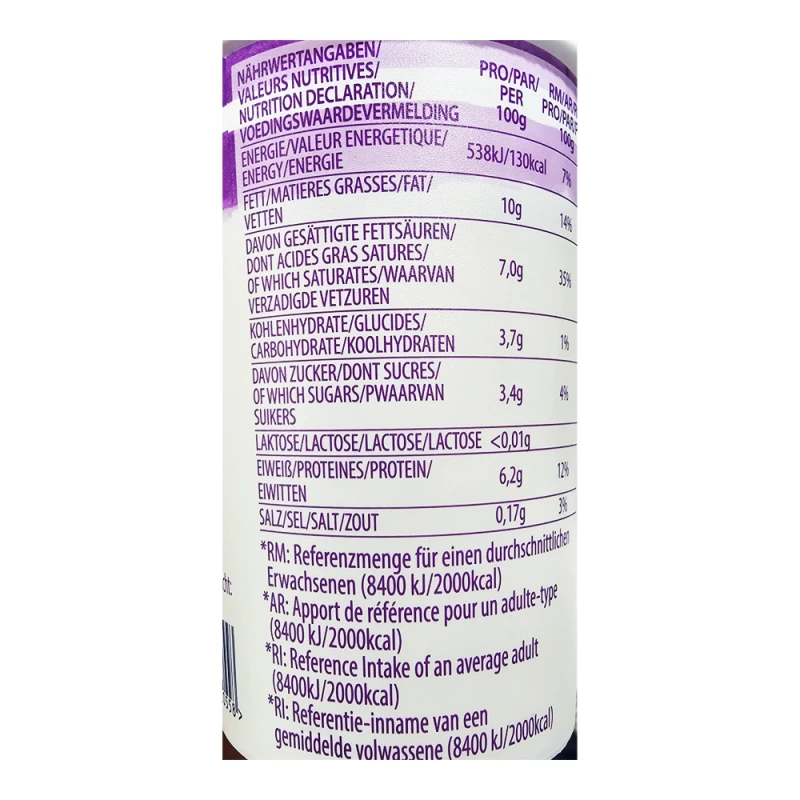 NÄHRWERTANGABEN/
VALEURS NUTRITIVES/
NUTRITION DECLARATION/
VOEDINGSWAARDEVERMELDING
PRO/PAR/
PER
100g
RM/AR/
PRO/PAR/
100g
ENERGIE/VALEUR ENERGETIQUE/
ENERGY/ENERGIE
538kJ/130kcal
7%
FETT/MATIERES GRASSES/FAT/
VETTEN
10g
14%
DAVON GESÄTTIGTE FETTSÄUREN/
DONT ACIDES GRAS SATURES/
OF WHICH SATURATES/WAARVAN
VERZADIGDE VETZUREN
7,0g
35%
KOHLENHYDRATE/GLUCIDES/
CARBOHYDRATE/KOOLHYDRATEN
3,7g
1%
DAVON ZUCKER/DONT SUCRES/
OF WHICH SUGARS/PWAARVAN
SUIKERS
3,4g
4%
LAKTOSE/LACTOSE/LACTOSE/LACTOSE
<0,01g
EIWEIß/PROTEINES/PROTEIN/
EIWITTEN
6,2g
12%
SALZ/SEL/SALT/ZOUT
0,17g
3%
*RM: Referenzmenge für einen durchschnittlichen
Erwachsenen (8400 kJ/2000kcal)
*AR: Apport de référence pour un adulte-type
(8400 kJ/2000kcal)
*RI: Reference Intake of an average adult
(8400kJ/2000kcal)
*RI: Referentie-inname van een
gemiddelde volwassene (8400 kJ/2000kcal)